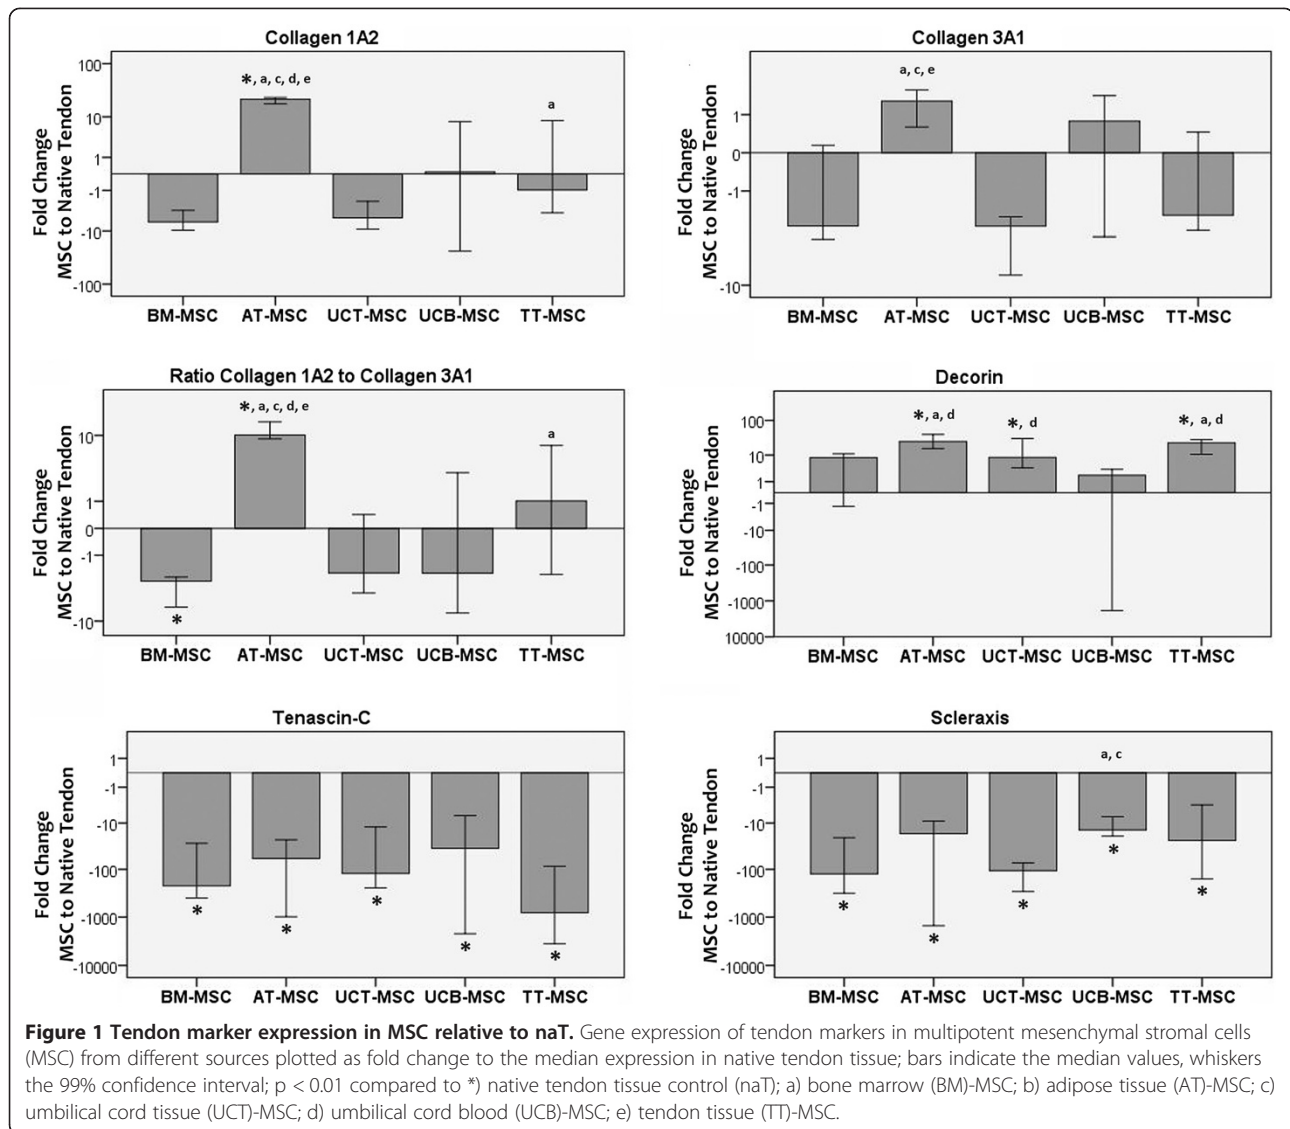 Collagen 1A2
Fold Change
MSC to Native Tendon
100
10
1
-1
-10
-100
*, a, c, d, e
a
BM-MSC AT-MSC UCT-MSC UCB-MSC TT-MSC
Collagen 3A1
Fold Change
MSC to Native Tendon
1
0
-1
-10
a, c, e
BM-MSC AT-MSC UCT-MSC UCB-MSC TT-MSC
Ratio Collagen 1A2 to Collagen 3A1
Fold Change
MSC to Native Tendon
10
1
0
-1
-10
*, a, c, d, e
a
*
BM-MSC AT-MSC UCT-MSC UCB-MSC TT-MSC
Decorin
Fold Change
MSC to Native Tendon
100
10
1
-1
-10
-100
-1000
10000
*, a, d
*, d
*, a, d
BM-MSC AT-MSC UCT-MSC UCB-MSC TT-MSC
Tenascin-C
Fold Change
MSC to Native Tendon
1
-1
-10
-100
-1000
-10000
* * * * *
BM-MSC AT-MSC UCT-MSC UCB-MSC TT-MSC
Scleraxis
Fold Change
MSC to Native Tendon
1
-1
-10
-100
-1000
-10000
a, c
* * * * *
BM-MSC AT-MSC UCT-MSC UCB-MSC TT-MSC
Figure 1 Tendon marker expression in MSC relative to naT. Gene expression of tendon markers in multipotent mesenchymal stromal cells
(MSC) from different sources plotted as fold change to the median expression in native tendon tissue; bars indicate the median values, whiskers
the 99% confidence interval; p < 0.01 compared to *) native tendon tissue control (naT); a) bone marrow (BM)-MSC; b) adipose tissue (AT)-MSC; c)
umbilical cord tissue (UCT)-MSC; d) umbilical cord blood (UCB)-MSC; e) tendon tissue (TT)-MSC.